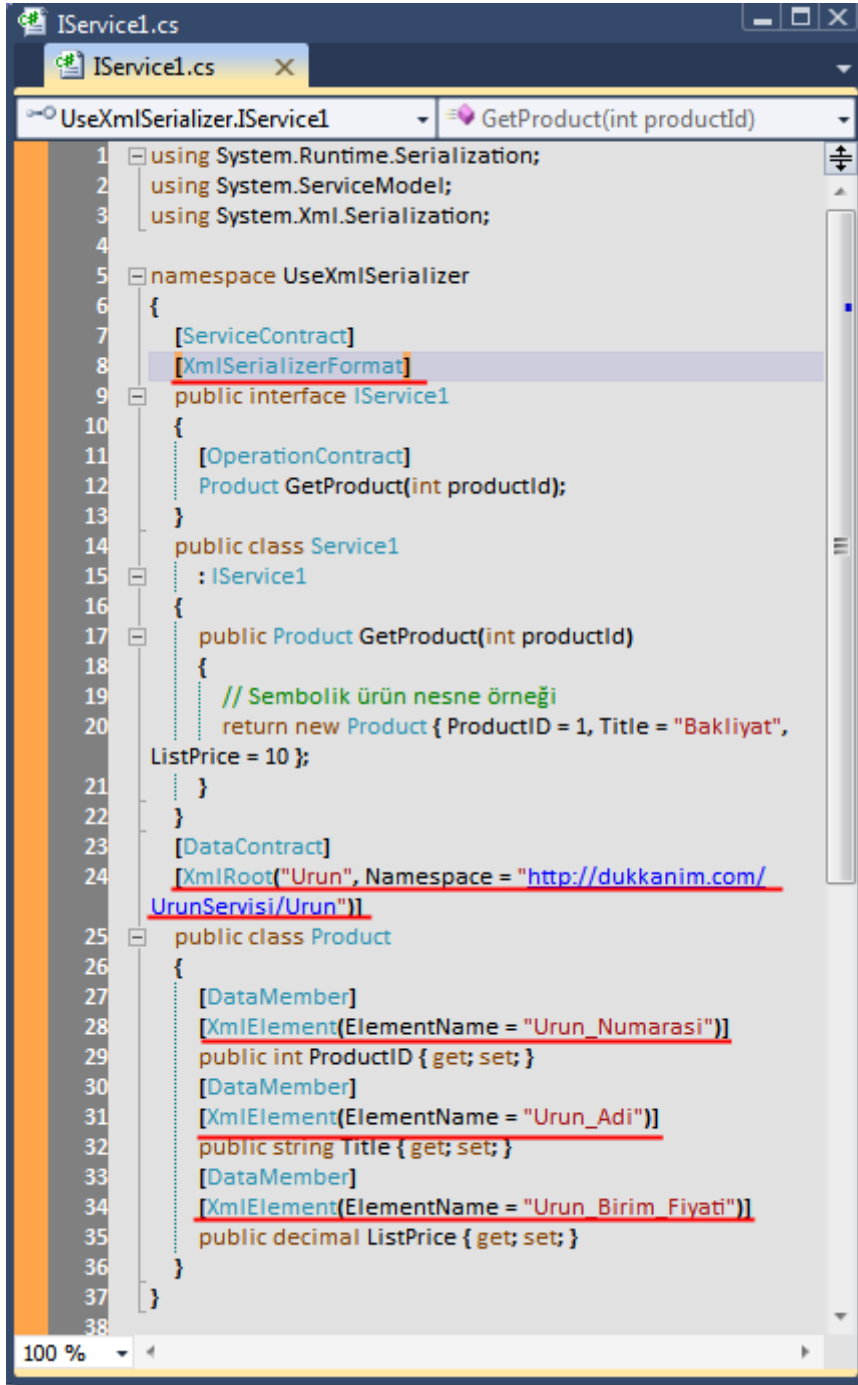 IService1.cs
IService1.cs
UseXmlSerializer.IService1 GetProduct(int productId)
1 using System.Runtime.Serialization;
2 using System.ServiceModel;
3 using System.Xml.Serialization;
4
5 namespace UseXmlSerializer
6 {
7 [ServiceContract]
8 [XmlSerializerFormat]
9 public interface IService1
10 {
11 [OperationContract]
12 Product GetProduct(int productId);
13 }
14 public class Service1
15 : IService1
16 {
17 public Product GetProduct(int productId)
18 {
19 // Sembolik ürün nesne örneği
20 return new Product { ProductID = 1, Title = "Bakliyat",
ListPrice = 10 };
21 }
22 }
23 [DataContract]
24 [XmlRoot("Urun", Namespace = "http://dukkanim.com/
UrunServisi/Urun")]
25 public class Product
26 {
27 [DataMember]
28 [XmlElement(ElementName = "Urun_Numarasi")]
29 public int ProductID { get; set; }
30 [DataMember]
31 [XmlElement(ElementName = "Urun_Adi")]
32 public string Title { get; set; }
33 [DataMember]
34 [XmlElement(ElementName = "Urun_Birim_Fiyati")]
35 public decimal ListPrice { get; set; }
36 }
37 }
38
100 %